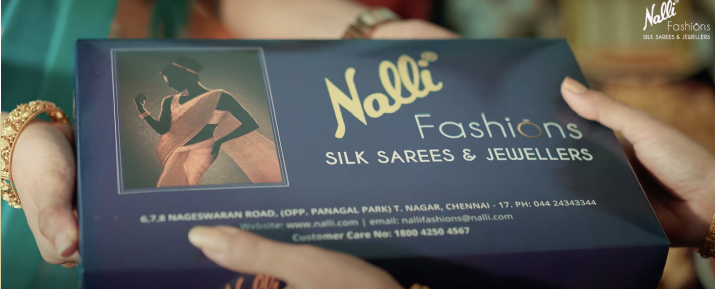 Nalli
Fashions
SILK SAREES & JEWELLERS
Nalli
Fashions
SILK SAREES & JEWELLERS
6,7,8 NAGESWARAN ROAD, (OPP. PANAGAL PARK) T. NAGAR, CHENNAI - 17. PH: 044 24343344
Website: www.nalli.com | email: nallifashions@nalli.com
Customer Care No: 1800 4250 4567